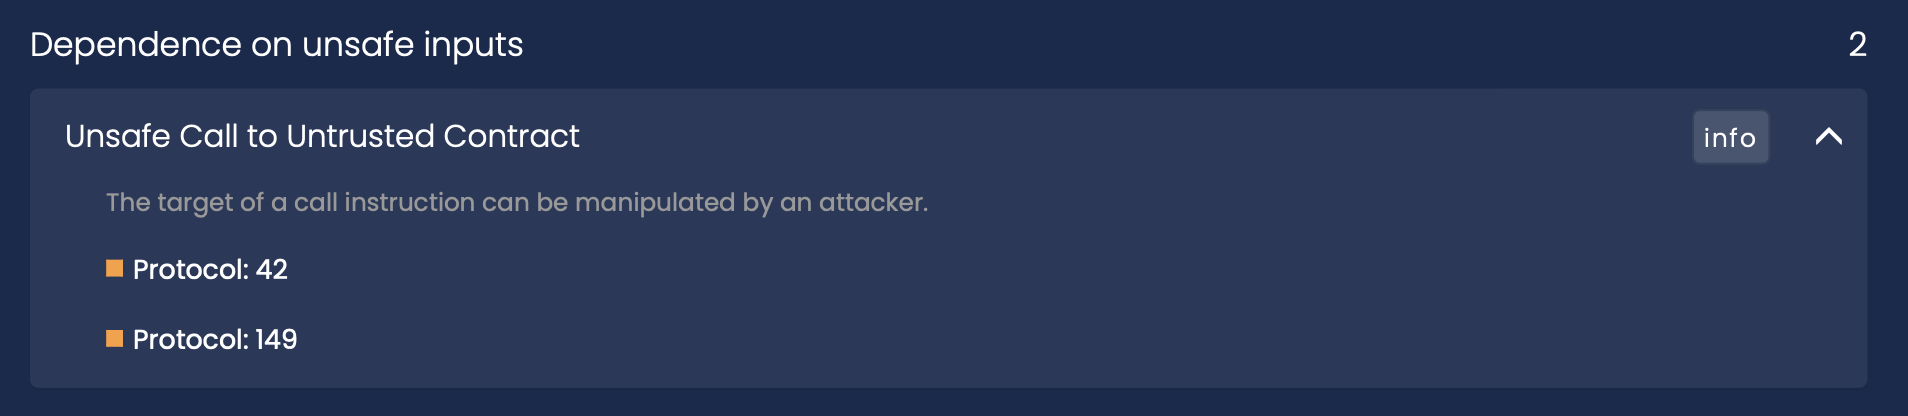 Dependence on unsafe inputs 2
Unsafe Call to Untrusted Contract info
The target of a call instruction can be manipulated by an attacker.
Protocol: 42
Protocol: 149